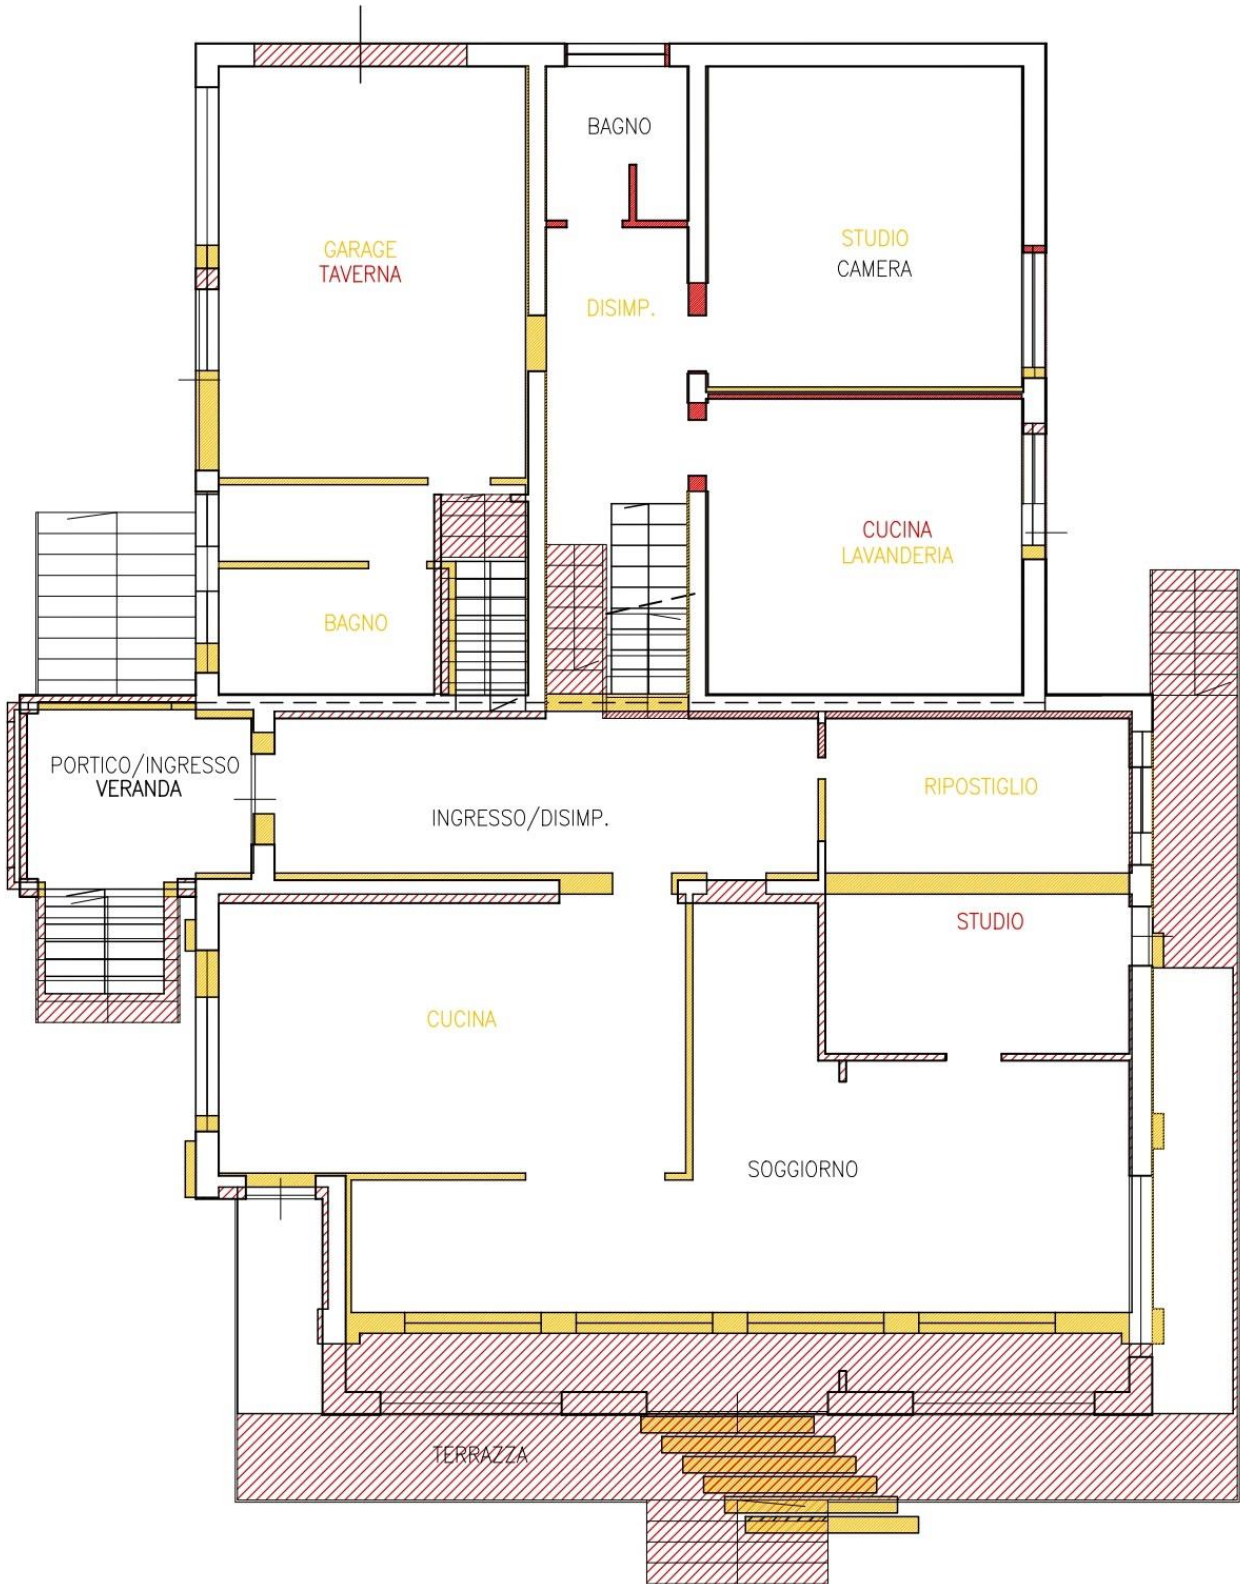 BAGNO
GARAGE
TAVERNA
STUDIO
CAMERA
DISIMP.
CUCINA
LAVANDERIA
BAGNO
PORTICO/INGRESSO
VERANDA
INGRESSO/DISIMP.
RIPOSTIGLIO
STUDIO
CUCINA
SOGGIORNO
TERRAZZA